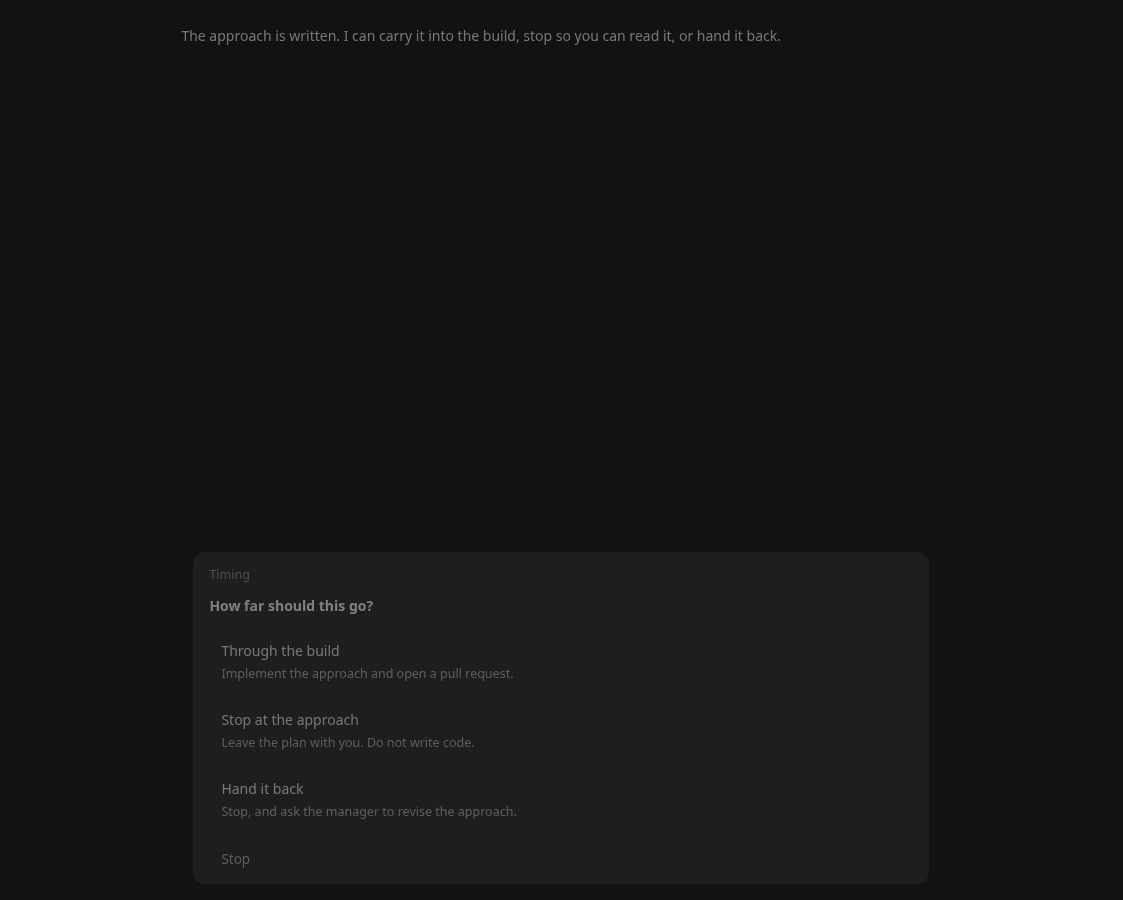 The approach is written. I can carry it into the build, stop so you can read it, or hand it back.
Timing
How far should this go?
Through the build
Implement the approach and open a pull request.
Stop at the approach
Leave the plan with you. Do not write code.
Hand it back
Stop, and ask the manager to revise the approach.
Stop